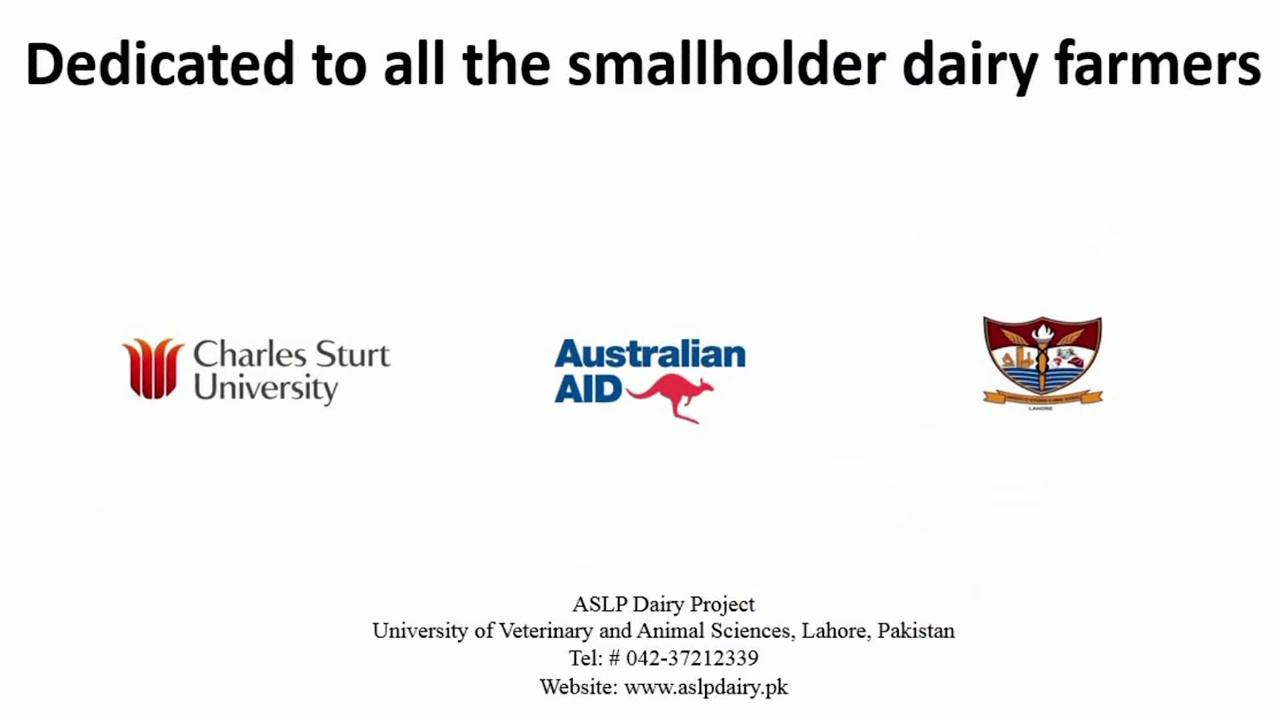 Dedicated to all the smallholder dairy farmers
Charles Sturt
University
Australian
AID
LAHORE
ASLP Dairy Project
University of Veterinary and Animal Sciences, Lahore, Pakistan
Tel: # 042-37212339
Website: www.aslpdairy.pk